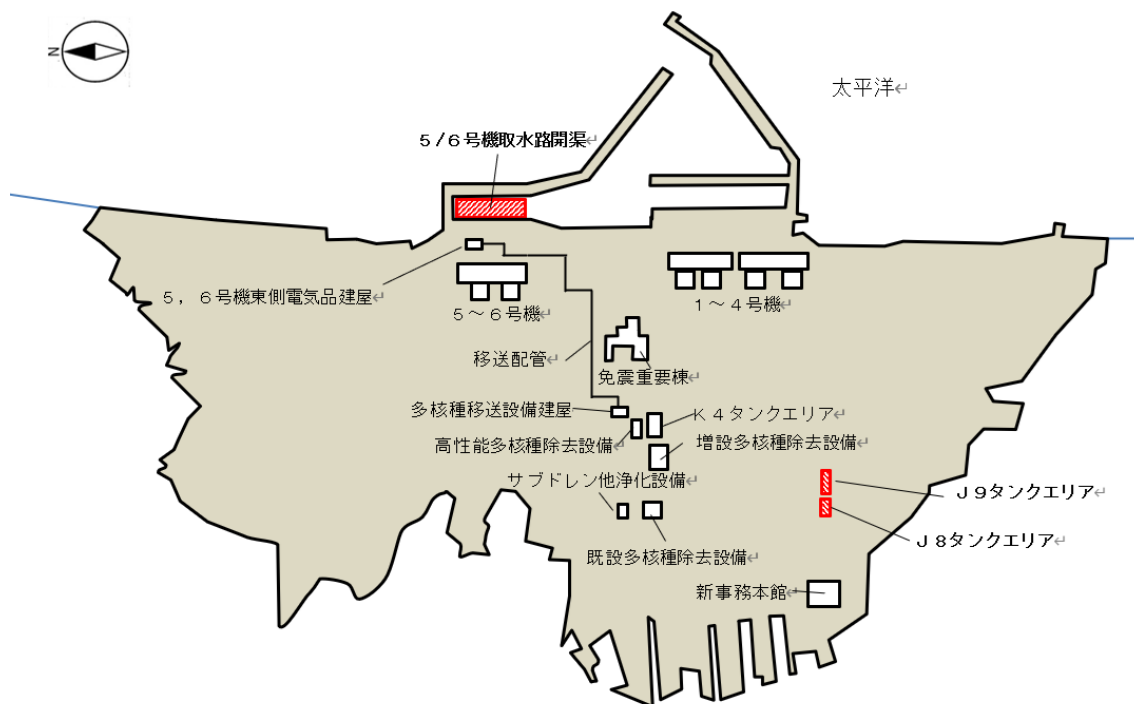 N
太平洋↵
5/6号機取水路開渠↵
5，6号機東側電気品建屋↵
5～6号機↵
1～4号機↵
移送配管↵
免震重要棟↵
多核種移送設備建屋↵
K4タンクエリア↵
高性能多核種除去設備↵
増設多核種除去設備↵
サブドレン他浄化設備↵
J9タンクエリア↵
J8タンクエリア↵
既設多核種除去設備↵
新事務本館↵